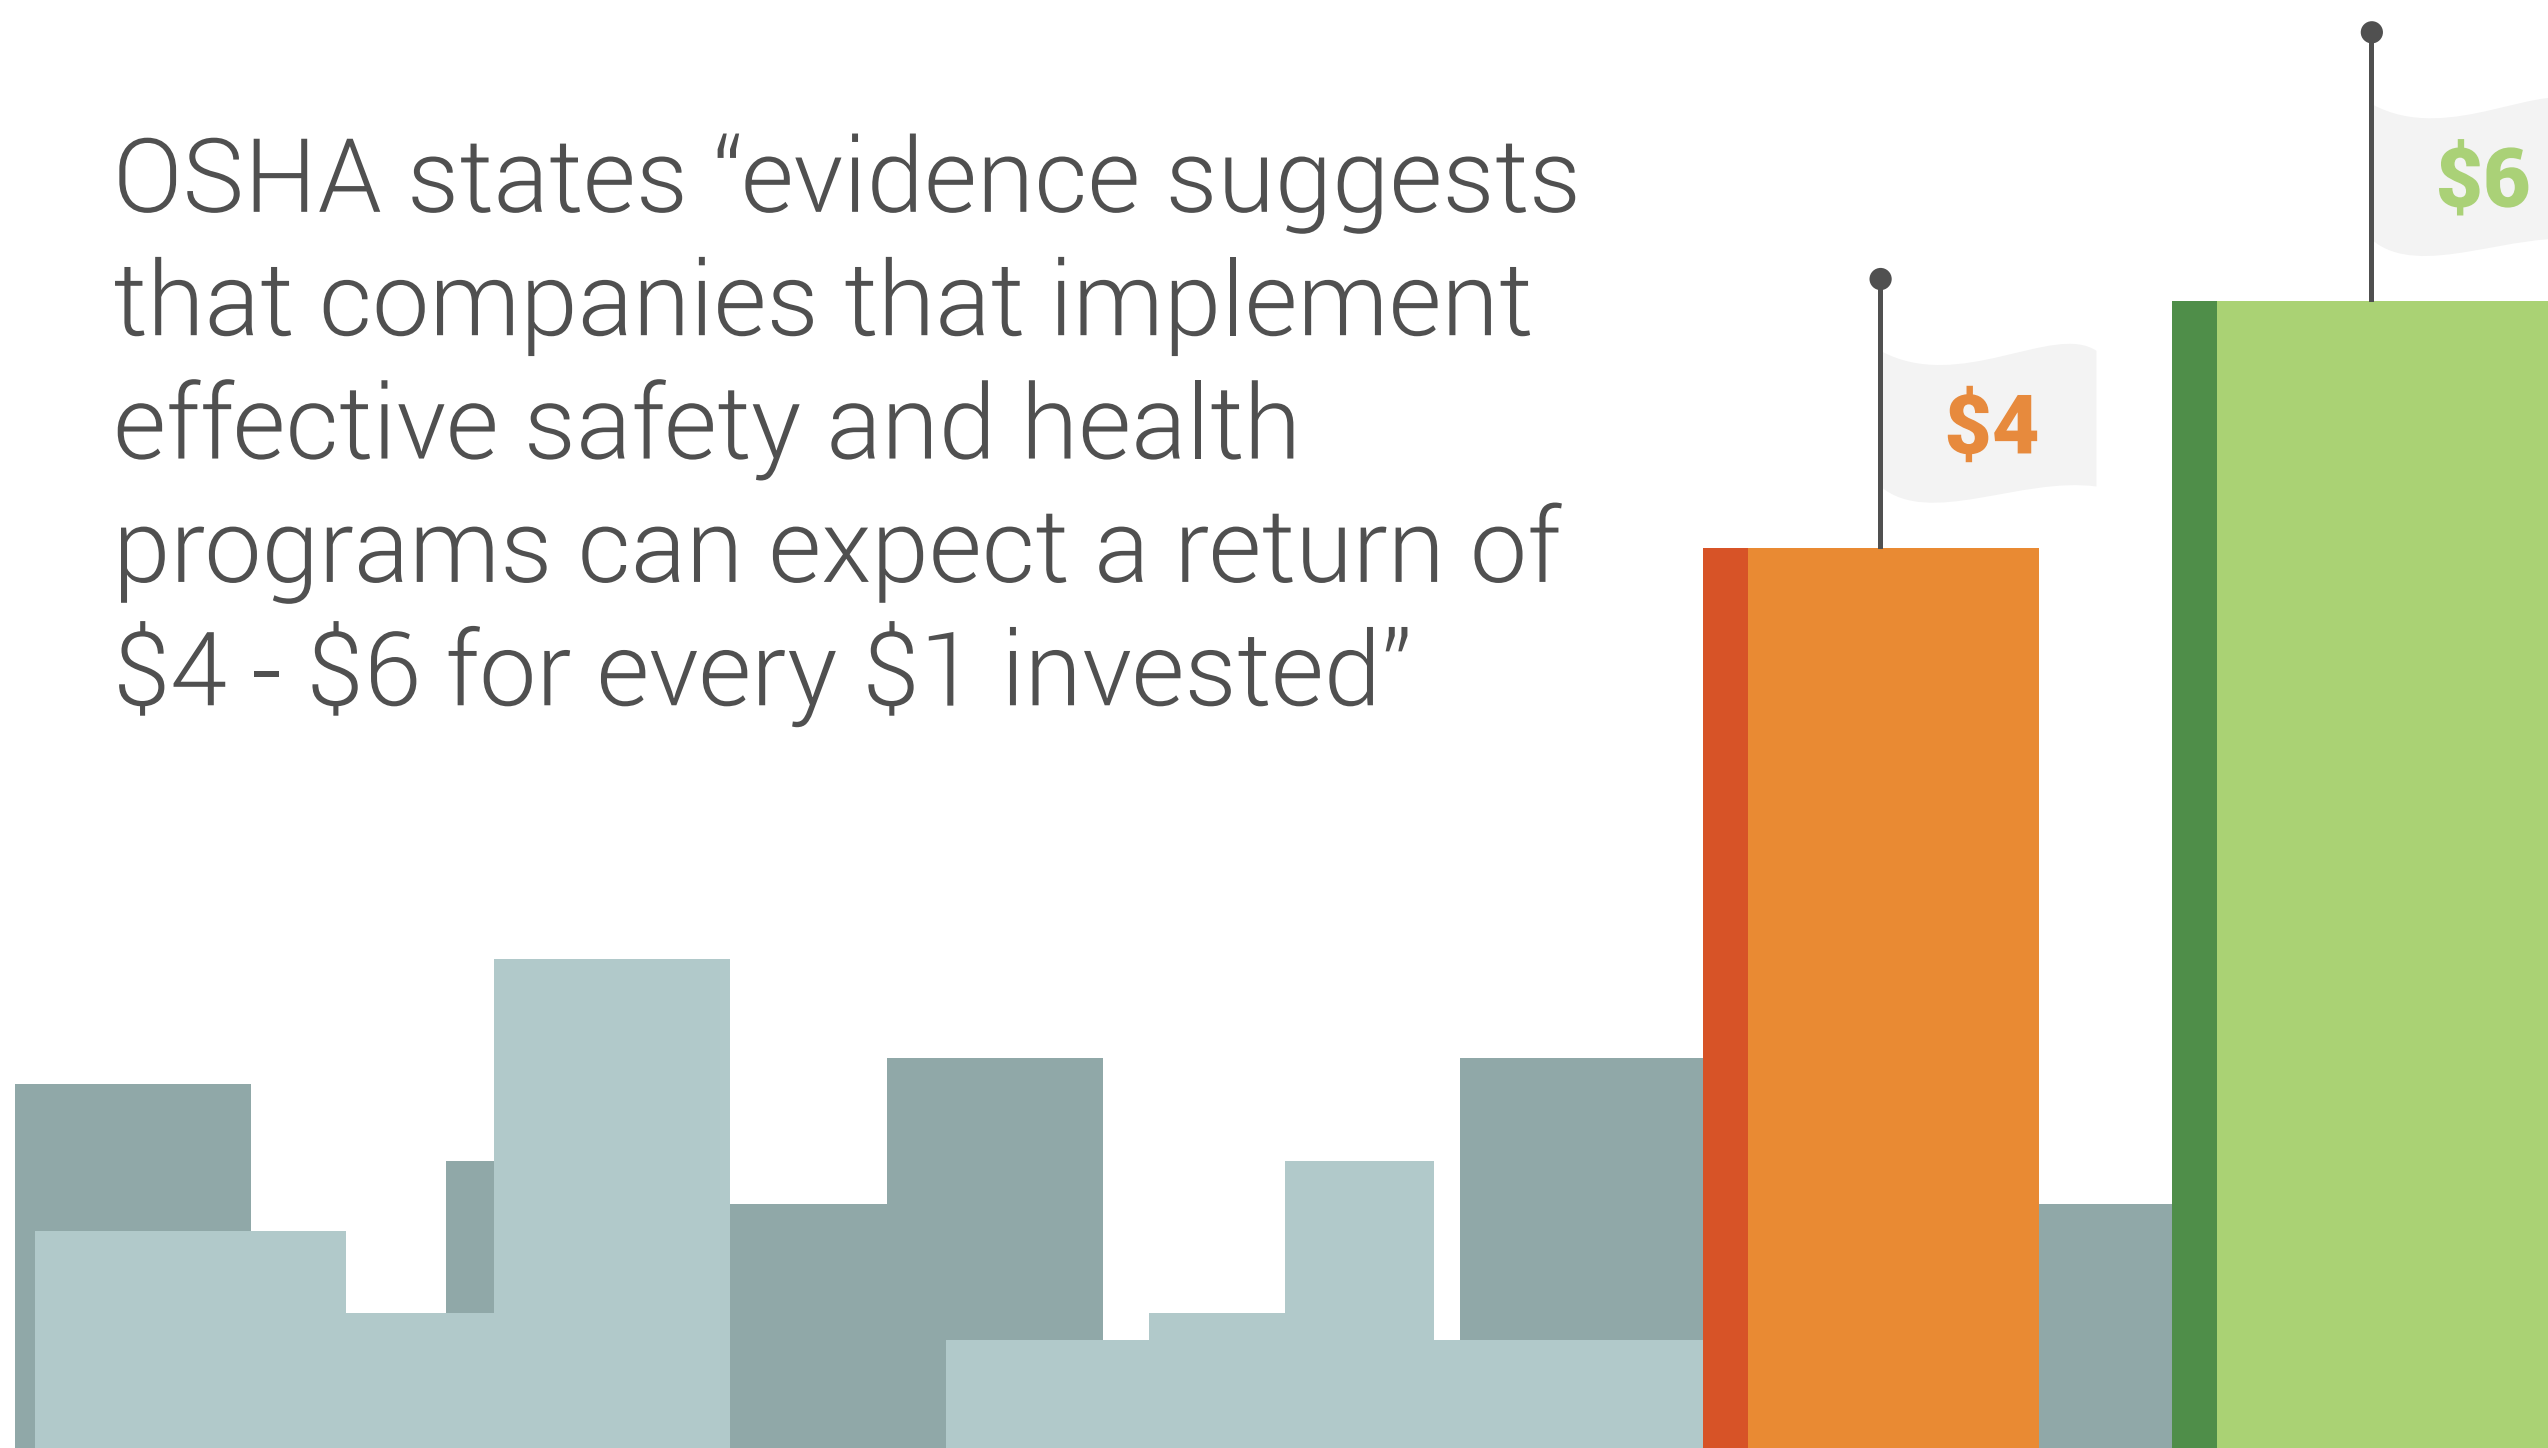 OSHA states “evidence suggests
that companies that implement
effective safety and health
programs can expect a return of
$4 - $6 for every $1 invested”
$4
$6